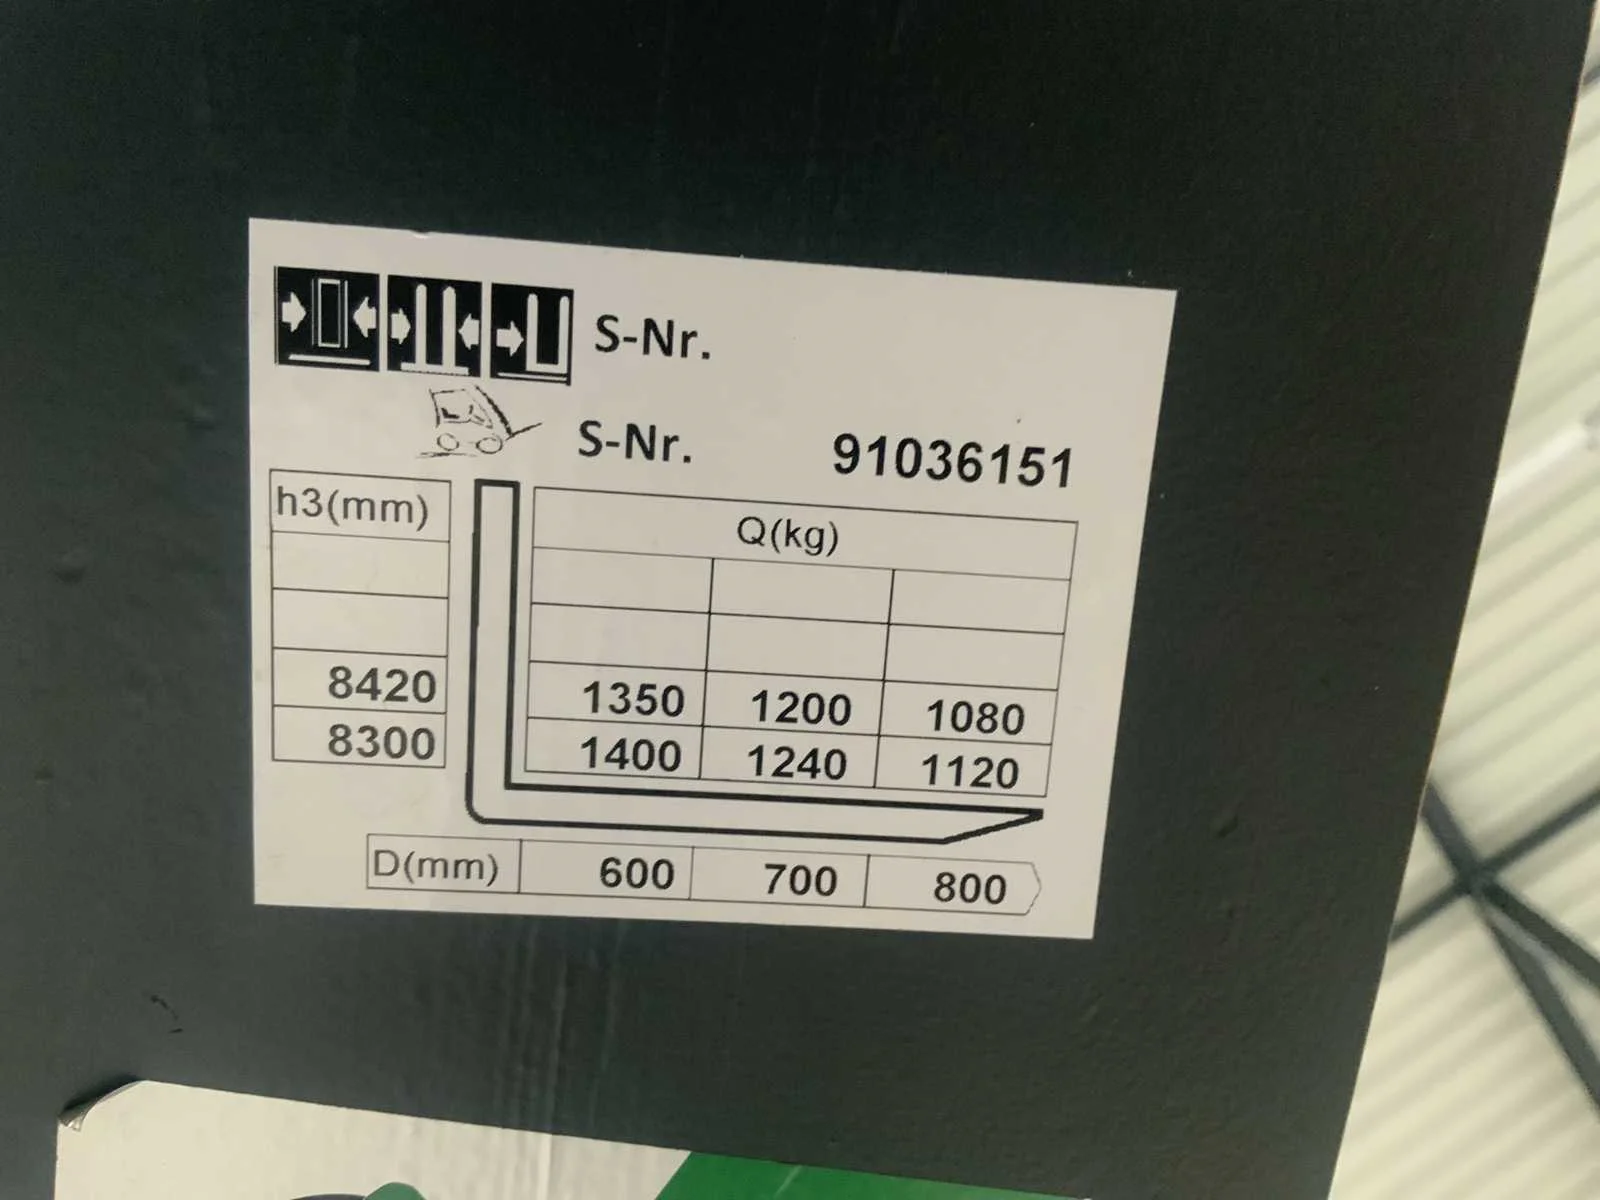 S-Nr.
S-Nr. 91036151
h3(mm) Q(kg)
8420 1350 1200 1080
8300 1400 1240 1120
D(mm) 600 700 800